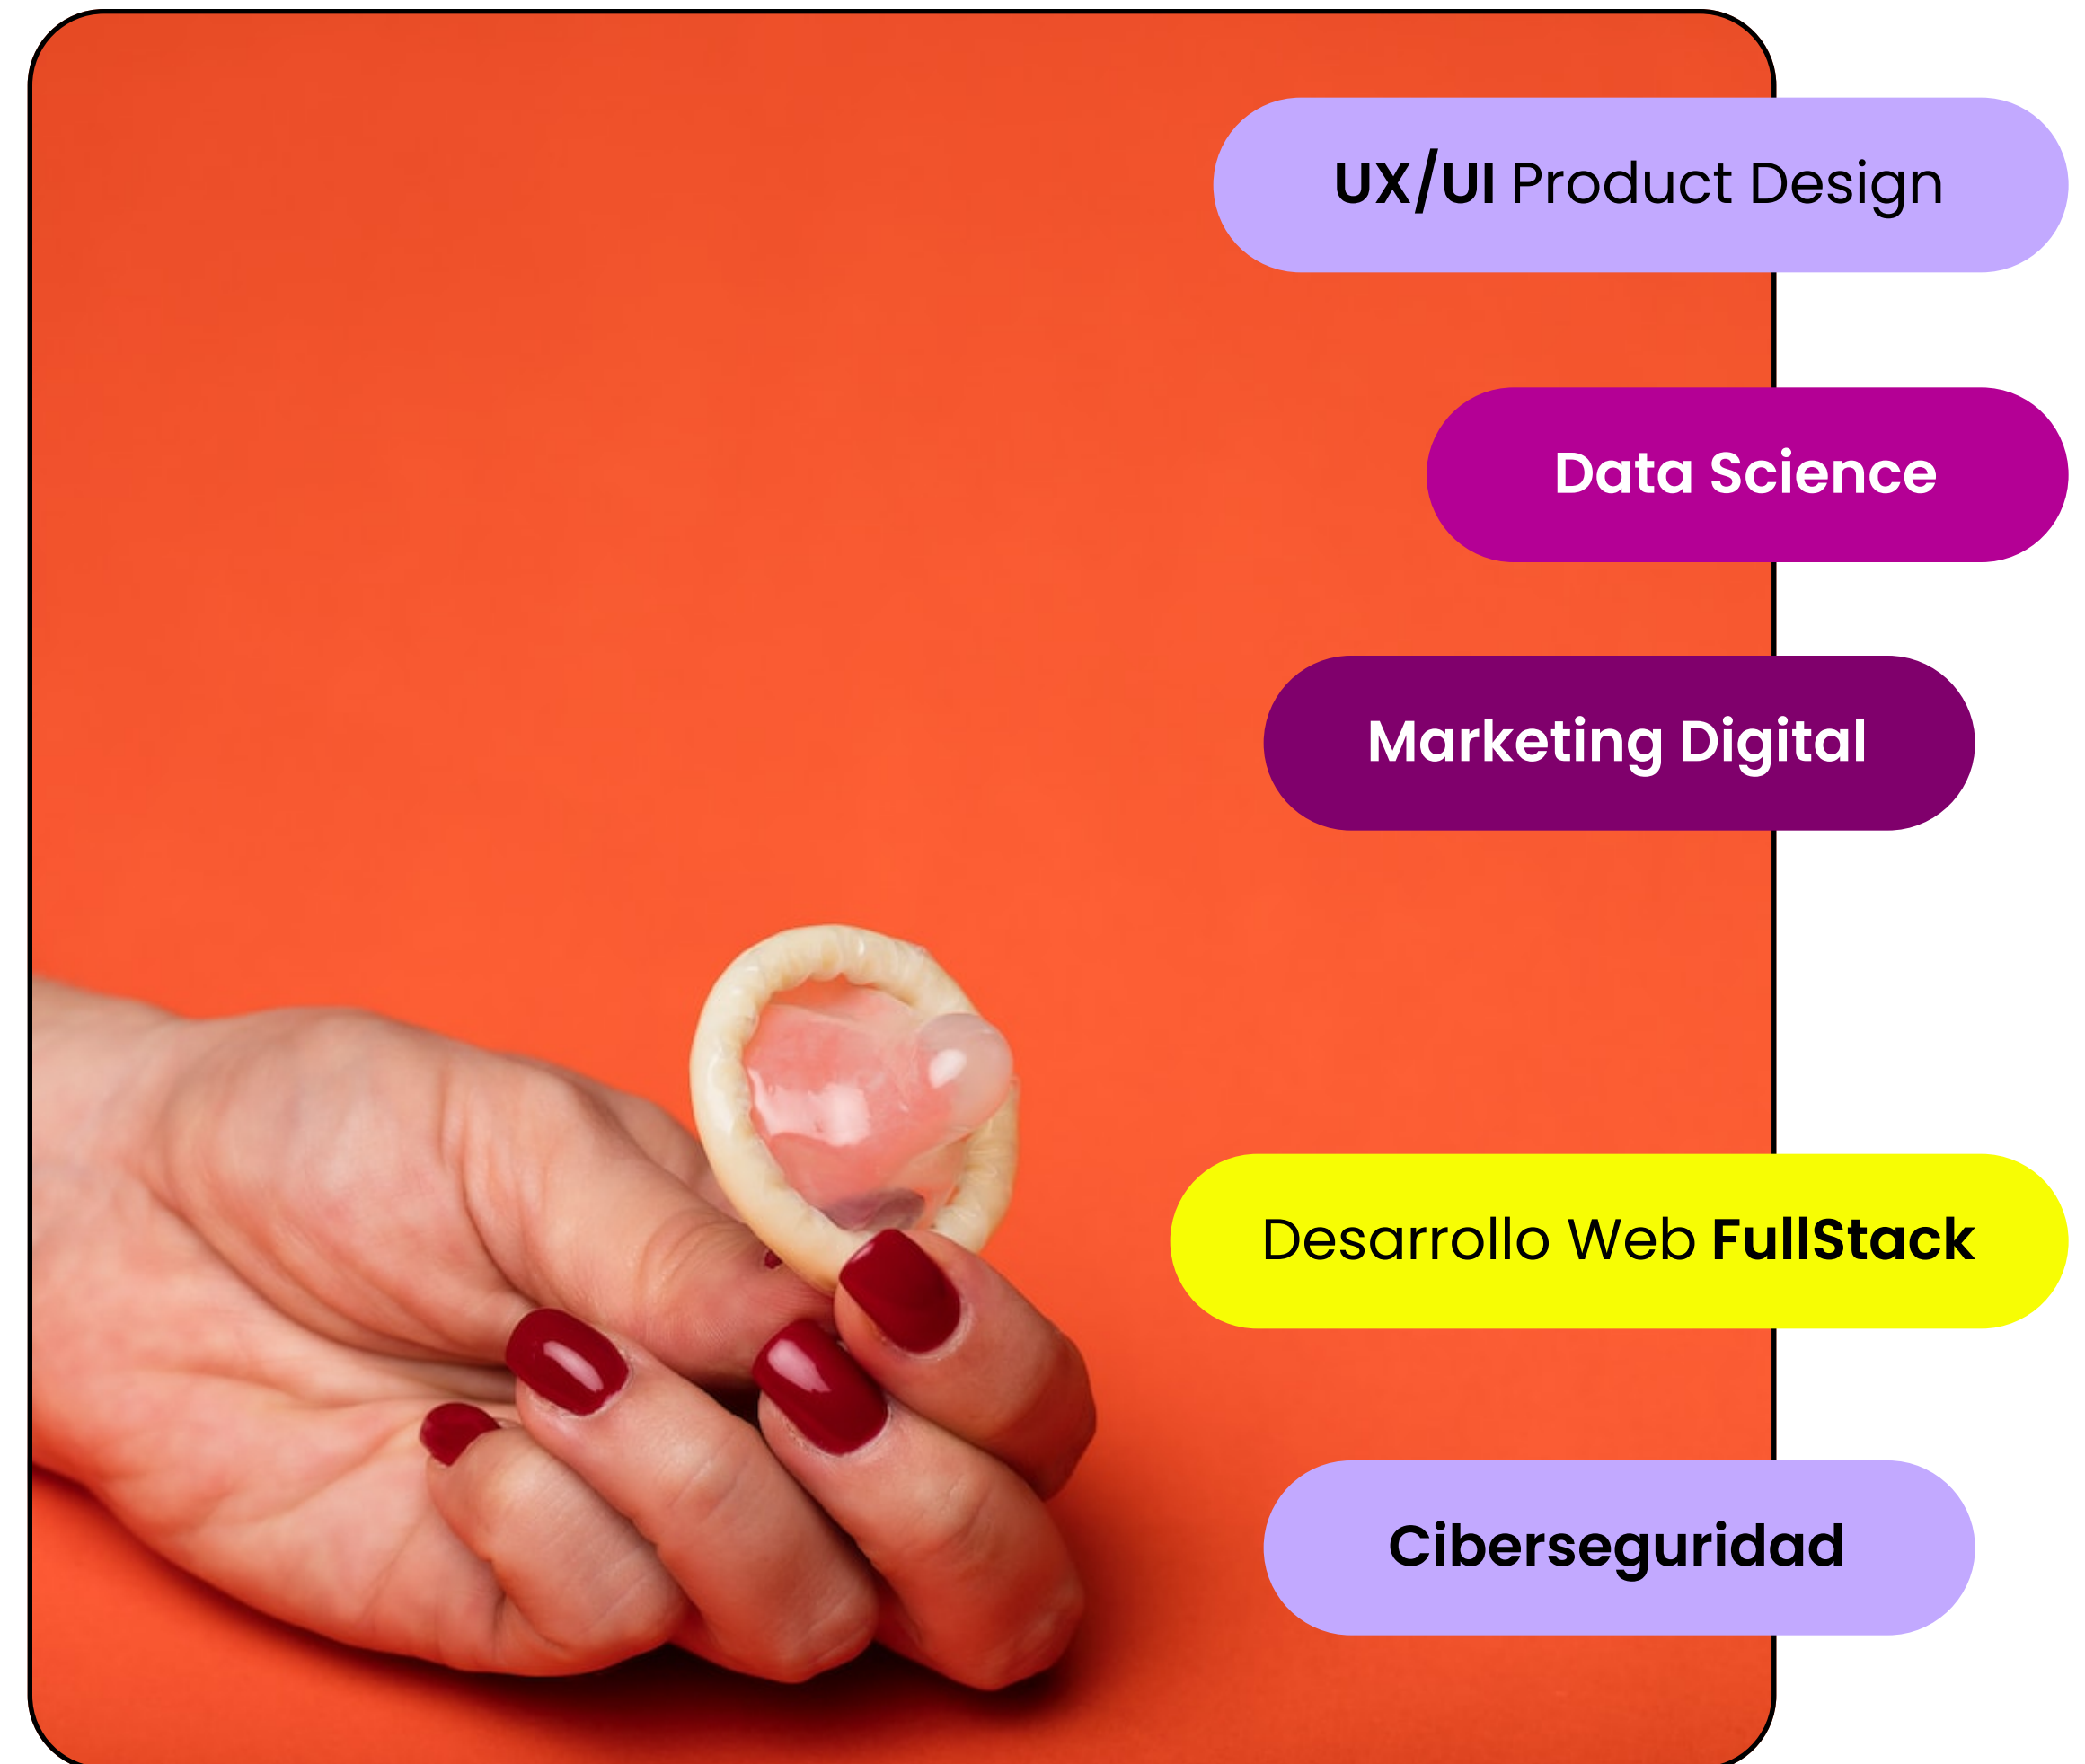 UX/UI Product Design
Data Science
Marketing Digital
Desarrollo Web FullStack
Ciberseguridad